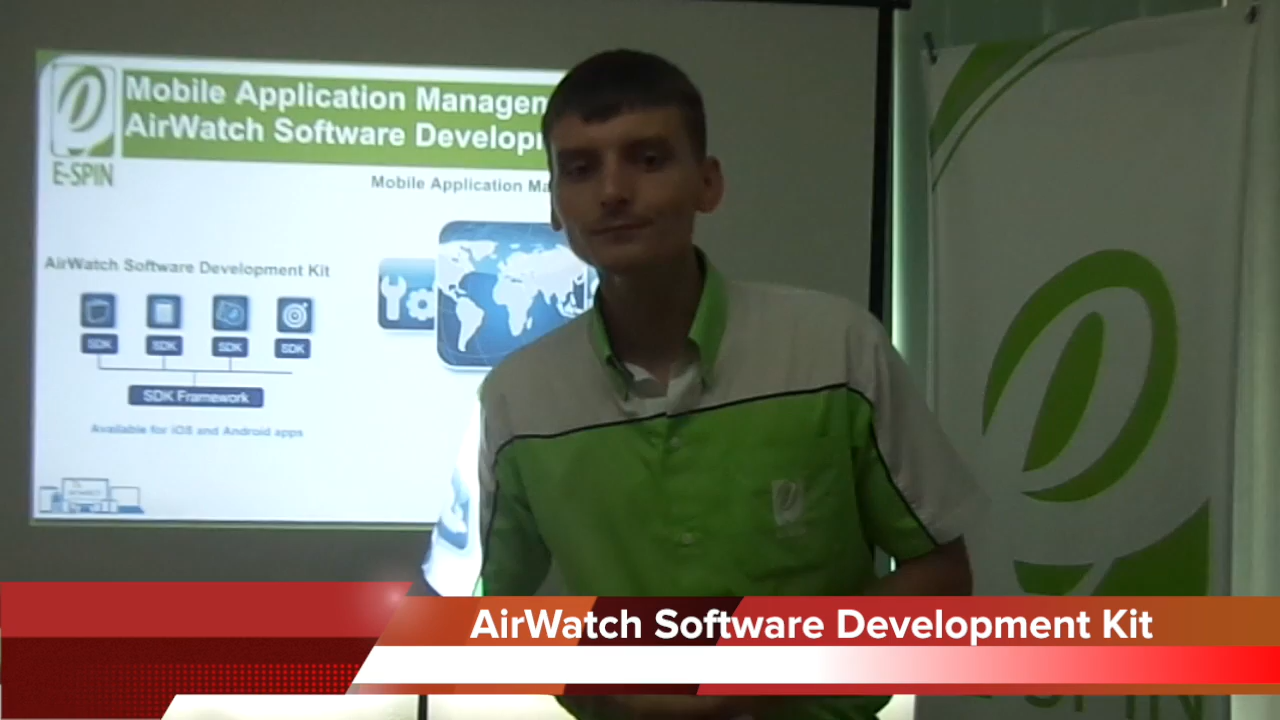 Mobile Application Managem
AirWatch Software Developm
E-SPIN
Mobile Application Ma
AirWatch Software Development Kit
SDK SDK SDK SDK
SDK Framework
Available for iOS and Android apps
AirWatch Software Development Kit